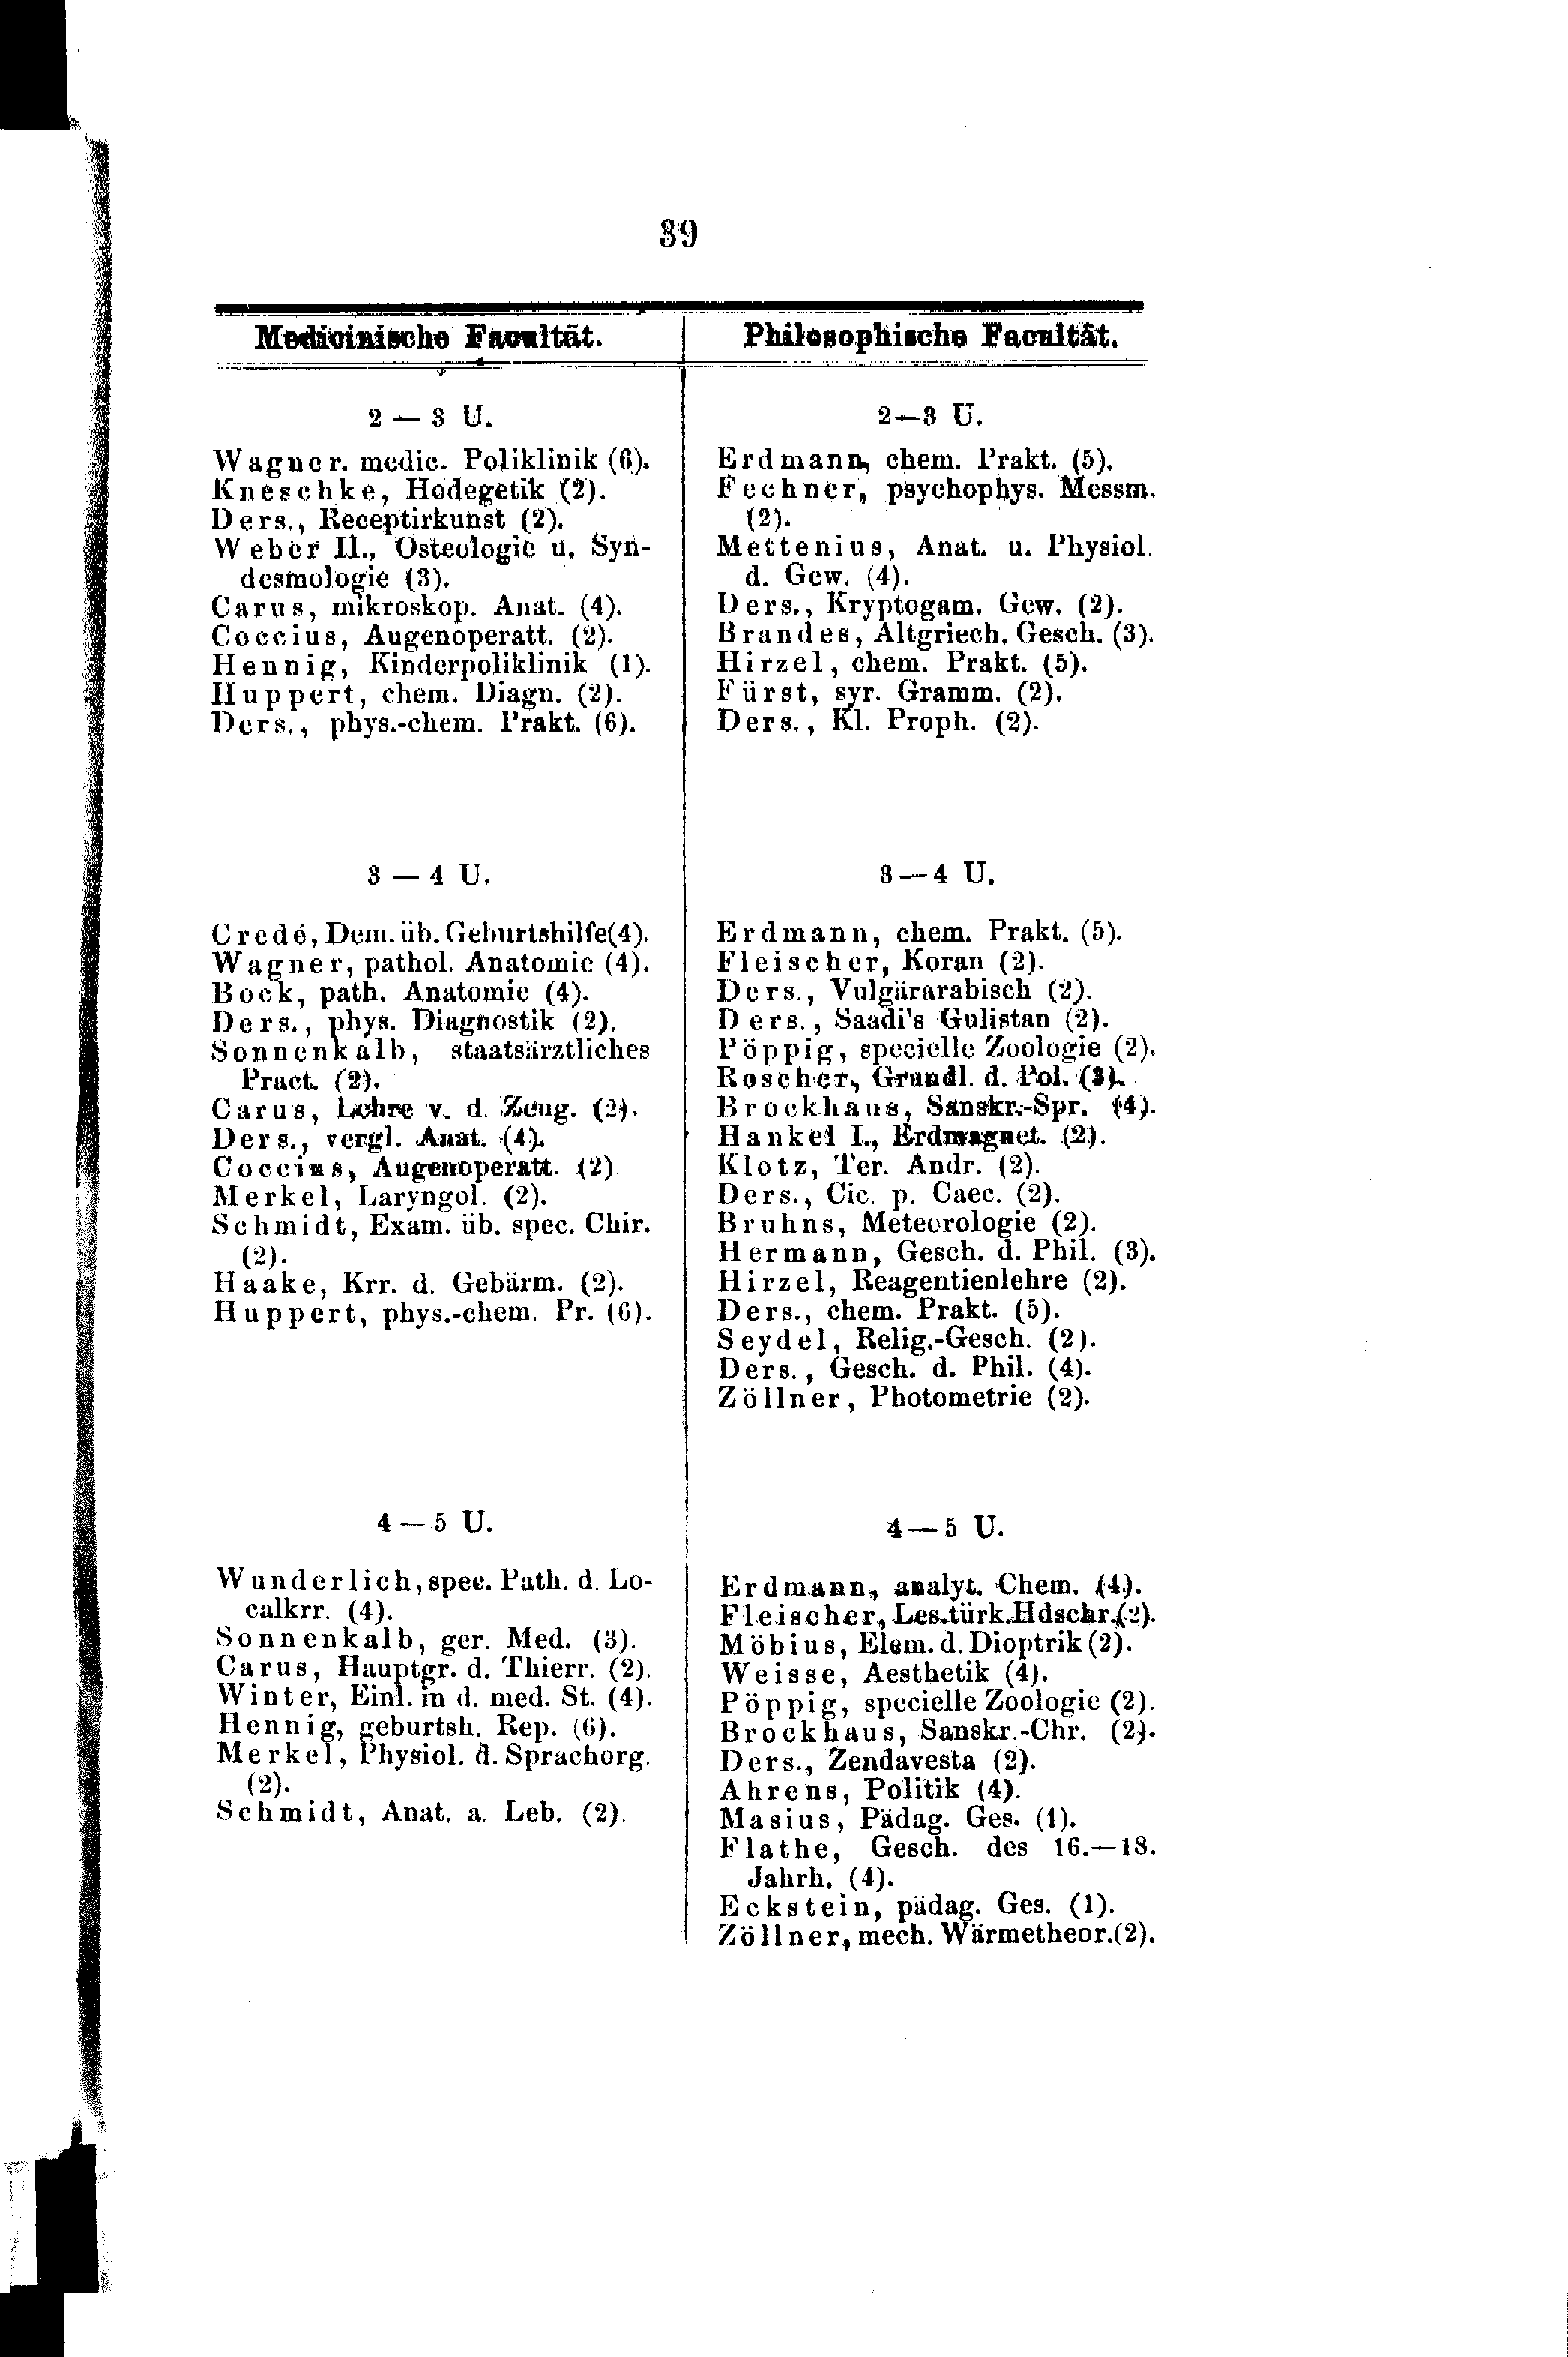 39
Medicinische Facultät.
2 — 3 U.
Wagner. medic. Poliklinik (6).
Kneschke, Hodegetik (2).
Ders., Receptirkunst (2).
Weber II., Osteologie u. Syn-
desmologie (3).
Carus, mikroskop. Anat. (4).
Coccius, Augenoperatt. (2).
Hennig, Kinderpoliklinik (1).
Huppert, chem. Diagn. (2).
Ders., phys.-chem. Prakt. (6).
3 — 4 U.
Credé, Dem. üb. Geburtshilfe (4).
Wagner, pathol. Anatomie (4).
Bock, path. Anatomie (4).
Ders., phys. Diagnostik (2).
Sonnenkalb, staatsärztliches
Pract. (2).
Carus, Lehre v. d. Zeug. (2).
Ders., vergl. Anat. (4).
Coccius, Augenoperatt. (2)
Merkel, Laryngol. (2).
Schmidt, Exam. üb. spec. Chir.
(2).
Haake, Krr. d. Gebärm. (2).
Huppert, phys.-chem. Pr. (6).
4 — 5 U.
Wunderlich, spec. Path. d. Lo-
calkrr. (4).
Sonnenkalb, ger. Med. (3).
Carus, Hauptgr. d. Thierr. (2).
Winter, Einl. in d. med. St. (4).
Hennig, geburtsh. Rep. (6).
Merkel, Physiol. d. Sprachorg.
(2).
Schmidt, Anat. a. Leb. (2).
Philosophische Facultät.
2—3 U.
Erdmann, chem. Prakt. (5).
Fechner, psychophys. Messm.
(2).
Mettenius, Anat. u. Physiol.
d. Gew. (4).
Ders., Kryptogam. Gew. (2).
Brandes, Altgriech. Gesch. (3).
Hirzel, chem. Prakt. (5).
Fürst, syr. Gramm. (2).
Ders., Kl. Proph. (2).
3—4 U.
Erdmann, chem. Prakt. (5).
Fleischer, Koran (2).
Ders., Vulgärarabisch (2).
Ders., Saadi's Gulistan (2).
Pöppig, specielle Zoologie (2).
Roscher, Grundl. d. Pol. (3).
Brockhaus, Sanskr.-Spr. (4).
Hankel I., Erdmagnet. (2).
Klotz, Ter. Andr. (2).
Ders., Cic. p. Caec. (2).
Bruhns, Meteorologie (2).
Hermann, Gesch. d. Phil. (3).
Hirzel, Reagentienlehre (2).
Ders., chem. Prakt. (5).
Seydel, Relig.-Gesch. (2).
Ders., Gesch. d. Phil. (4).
Zöllner, Photometrie (2).
4—5 U.
Erdmann, analyt. Chem. (4).
Fleischer, Les. türk. Hdschr. (2).
Möbius, Elem. d. Dioptrik (2).
Weisse, Aesthetik (4).
Pöppig, specielle Zoologie (2).
Brockhaus, Sanskr.-Chr. (2).
Ders., Zendavesta (2).
Ahrens, Politik (4).
Masius, Pädag. Ges. (1).
Flathe, Gesch. des 16.—18.
Jahrh. (4).
Eckstein, pädag. Ges. (1).
Zöllner, mech. Wärmetheor. (2).